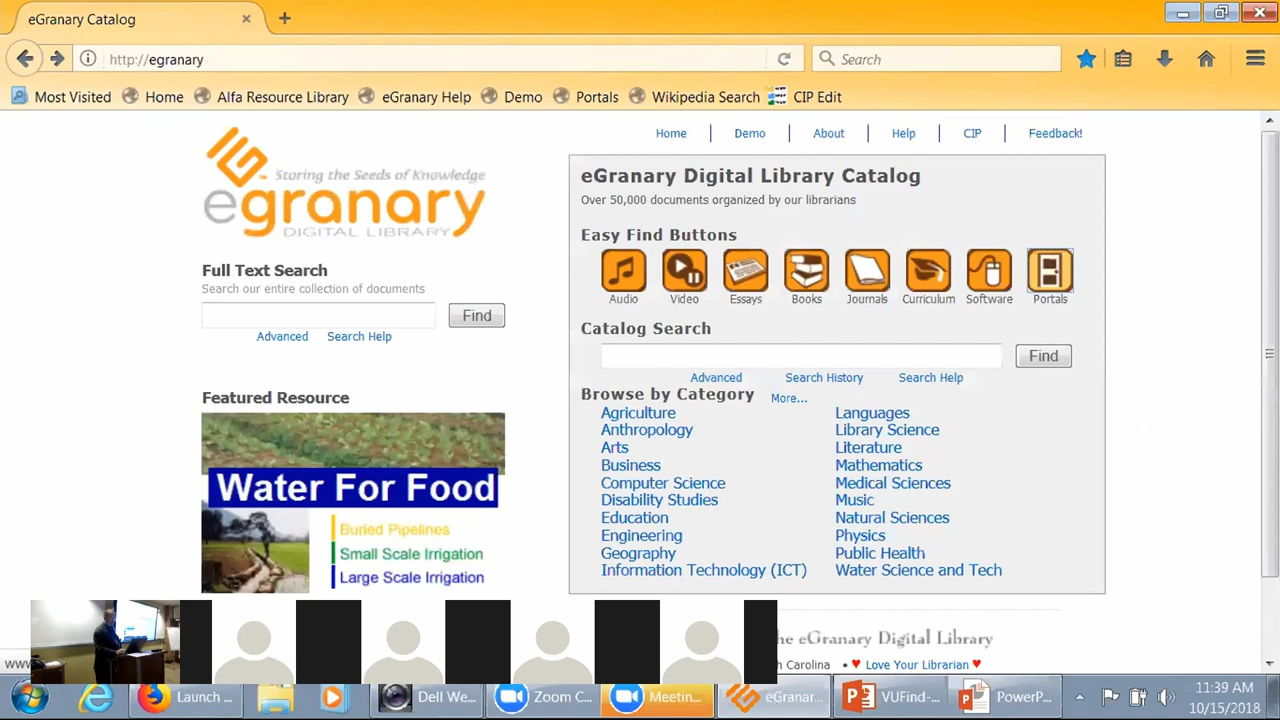 eGranary Catalog
http://egranary
Search
Most Visited Home Alfa Resource Library eGranary Help Demo Portals Wikipedia Search CIP Edit
Home Demo About Help CIP Feedback!
Storing the Seeds of Knowledge
egranary
DIGITAL LIBRARY
Full Text Search
Search our entire collection of documents
Find
Advanced Search Help
Featured Resource
Water For Food
Buried Pipelines
Small Scale Irrigation
Large Scale Irrigation
eGranary Digital Library Catalog
Over 50,000 documents organized by our librarians
Easy Find Buttons
Audio Video Essays Books Journals Curriculum Software Portals
Catalog Search
Find
Advanced Search History Search Help
Browse by Category More...
Agriculture
Anthropology
Arts
Business
Computer Science
Disability Studies
Education
Engineering
Geography
Information Technology (ICT)
Languages
Library Science
Literature
Mathematics
Medical Sciences
Music
Natural Sciences
Physics
Public Health
Water Science and Tech
he eGranary Digital Library
h Carolina • ♥ Love Your Librarian ♥
www
Launch ... Dell We... Zoom C... Meetin... eGranar... VUFind-... PowerP...
11:39 AM
10/15/2018